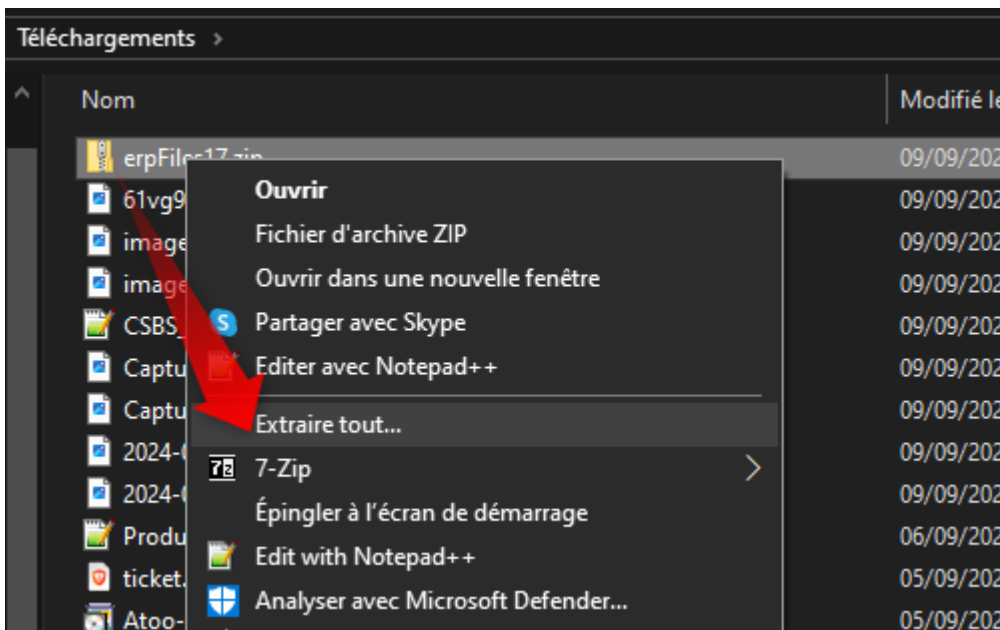 Téléchargements >
Nom Modifié le
erpFiles17.zip 09/09/202
61vg9 09/09/202
image 09/09/202
image 09/09/202
CSBS_ 09/09/202
Captu 09/09/202
Captu 09/09/202
2024-0 09/09/202
2024-0 09/09/202
Produ 06/09/202
ticket. 05/09/202
Atoo- 05/09/202
Ouvrir
Fichier d'archive ZIP
Ouvrir dans une nouvelle fenêtre
Partager avec Skype
Editer avec Notepad++
Extraire tout...
7-Zip
Épingler à l'écran de démarrage
Edit with Notepad++
Analyser avec Microsoft Defender...